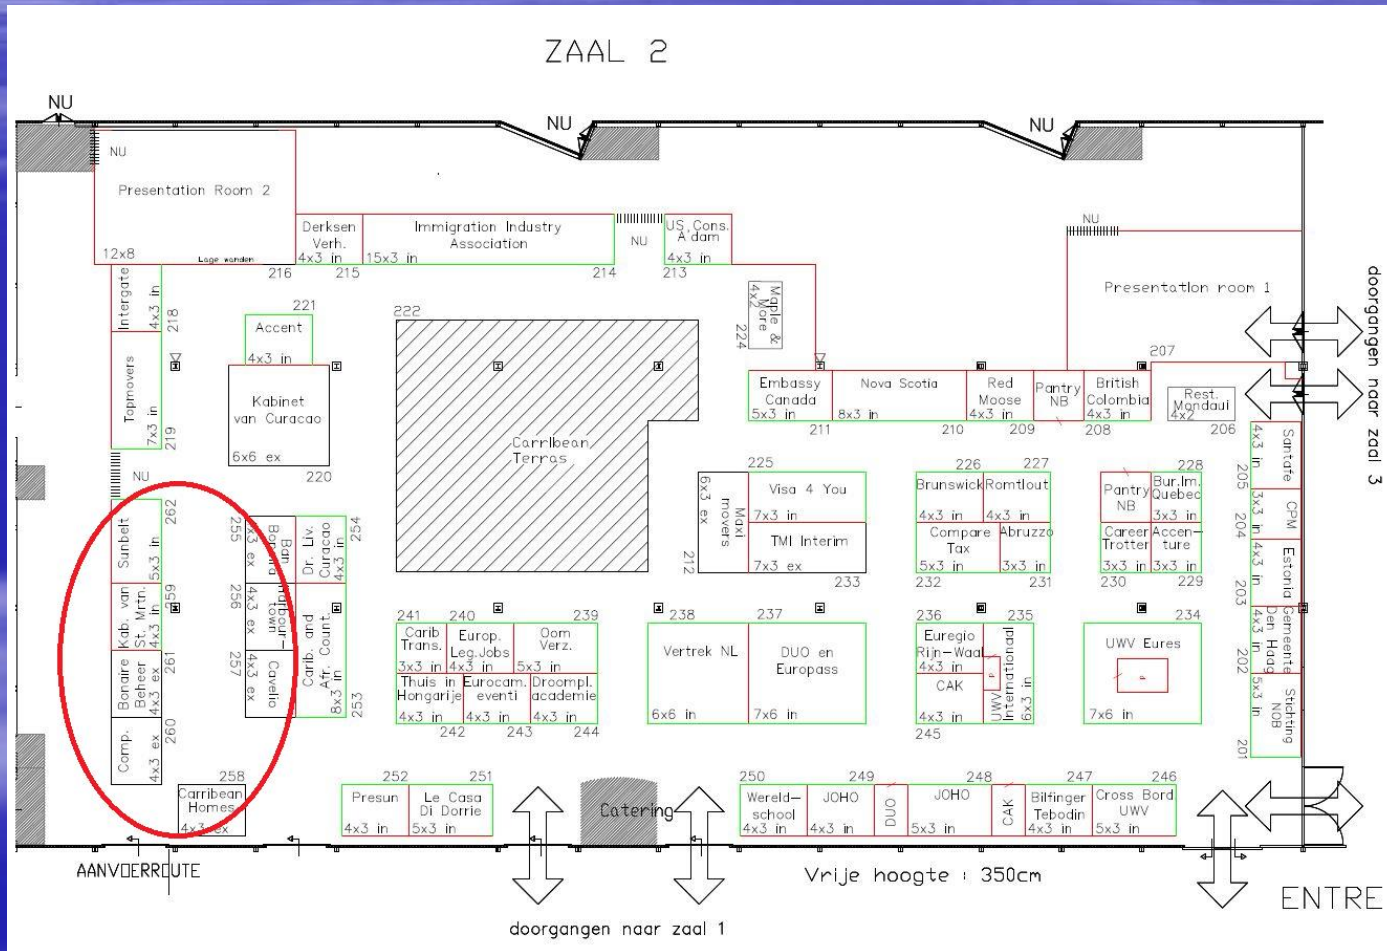 ZAAL 2
NU
NU
NU
NU
Presentation Room 2
12x8
Lage wanden
216
Derksen
Verh.
4x3 in
215
Immigration Industry
Association
15x3 in
214
NU
US, Cons.
A'dam
4x3 in
213
NU
Presentation room 1
doorgangen naar zaal 3
Intergate
4x3 in
218
Topmovers
7x3 in
219
NU
221
Accent
4x3 in
Kabinet
van Curacao
6x6 ex
220
222
Carribean
Terras
Maple &
More
4x2
224
207
Embassy
Canada
5x3 in
211
Nova Scotia
8x3 in
210
Red
Moose
4x3 in
209
Pantry
NB
British
Colombia
4x3 in
208
Rest.
Mondaui
4x2
206
Santafe
4x3 in
205
CPM
3x3 in
204
Estonia
4x3 in
203
Gemeente
Den Haag
4x3 in
202
Stichting
NOB
5x3 in
201
Maxi
movers
6x3 ex
212
225
Visa 4 You
7x3 in
TMI Interim
7x3 ex
233
226
Brunswick
4x3 in
227
Romtlout
4x3 in
Compare
Tax
5x3 in
232
Abruzzo
3x3 in
231
Pantry
NB
228
Bur.Im.
Quebec
3x3 in
Career
Trotter
3x3 in
230
Accen-
ture
3x3 in
229
Sunbelt
5x3 in
262
Kab. van
St. Mrtn.
4x3 in
259
Bonaire
Beheer
4x3 ex
261
Comp.
4x3 ex
260
255
4x3 ex
Ban
Dr. Liv.
Curacao
4x3 in
254
256
4x3 ex
Harbour-
town
257
4x3 ex
Cavelio
Carib. and
Afr. Count.
8x3 in
253
258
Carribean
Homes
4x3 ex
241
Carib
Trans.
3x3 in
240
Europ.
Leg.Jobs
4x3 in
239
Oom
Verz.
5x3 in
Thuis in
Hongarije
4x3 in
242
Eurocam.
eventi
4x3 in
243
Droompl.
academie
4x3 in
244
238
Vertrek NL
6x6 in
237
DUO en
Europass
7x6 in
236
Euregio
Rijn-Waal
4x3 in
CAK
4x3 in
245
235
UWV
Internationaal
6x3 in
234
UWV Eures
7x6 in
252
Presun
4x3 in
251
Le Casa
Di Dorrie
5x3 in
Catering
250
Wereld-
school
4x3 in
249
JOHO
4x3 in
DUO
248
JOHO
5x3 in
CAK
247
Bilfinger
Tebodin
4x3 in
246
Cross Bord
UWV
5x3 in
AANVOERROUTE
Vrije hoogte : 350cm
ENTRE
doorgangen naar zaal 1